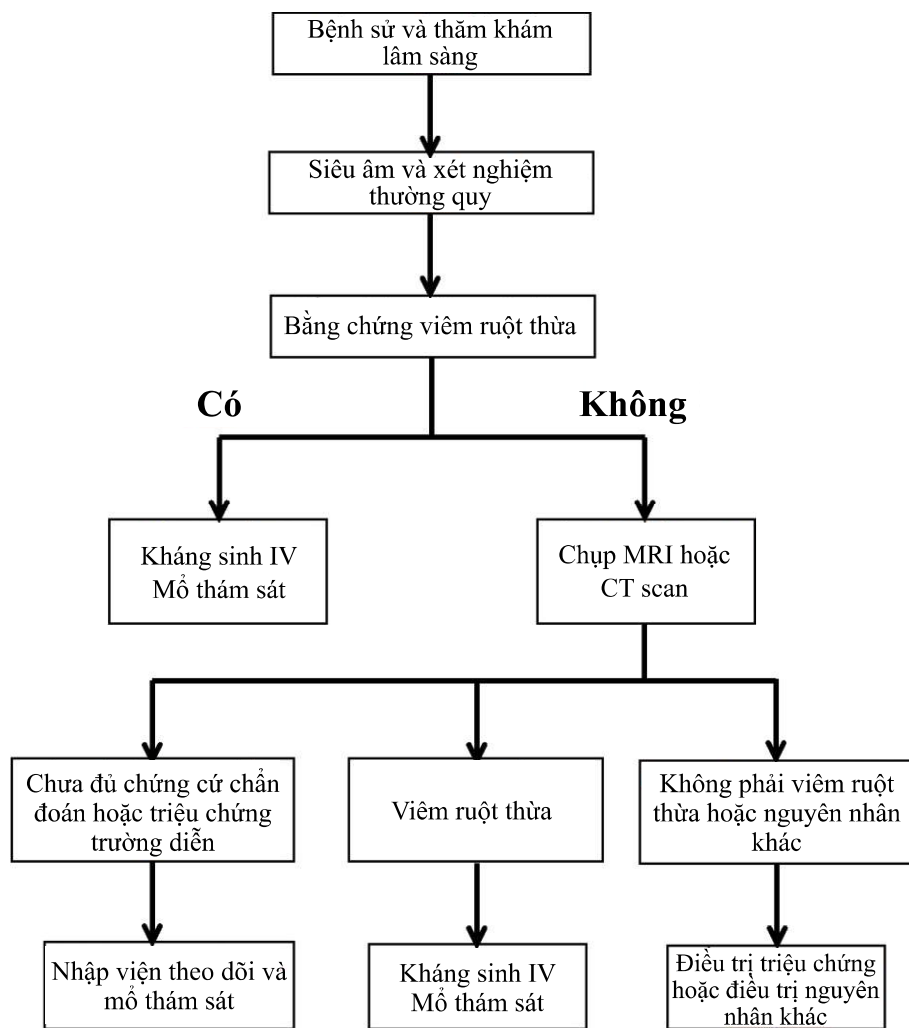 Bệnh sử và thăm khám
lâm sàng
Siêu âm và xét nghiệm
thường quy
Bằng chứng viêm ruột thừa
Có
Không
Kháng sinh IV
Mổ thám sát
Chụp MRI hoặc
CT scan
Chưa đủ chứng cứ chẩn
đoán hoặc triệu chứng
trường diễn
Viêm ruột thừa
Không phải viêm ruột
thừa hoặc nguyên nhân
khác
Nhập viện theo dõi và
mổ thám sát
Kháng sinh IV
Mổ thám sát
Điều trị triệu chứng
hoặc điều trị nguyên
nhân khác